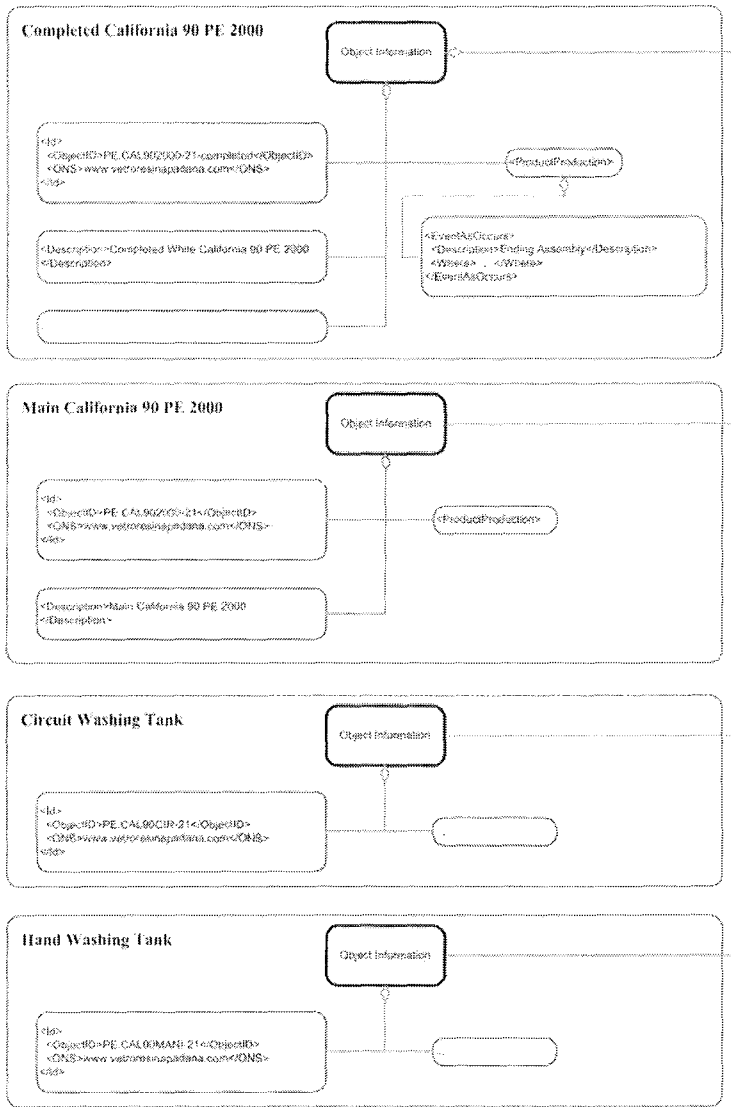 Completed California 90 PE 2000
Object Information
<Id>
<ObjectID>PE.CAL902000-21-completed</ObjectID>
<ONS>www.vetroresinapadana.com</ONS>
</Id>
<ProductProduction>
<Description>Completed White California 90 PE 2000
</Description>
<EventAsOccurs>
<Description>Ending Assembly</Description>
<Where> . </Where>
</EventAsOccurs>
Main California 90 PE 2000
Object Information
<Id>
<ObjectID>PE.CAL902000-21</ObjectID>
<ONS>www.vetroresinapadana.com</ONS>
</Id>
<ProductProduction>
<Description>Main California 90 PE 2000
</Description>
Circuit Washing Tank
Object Information
<Id>
<ObjectID>PE.CAL90CIR-21</ObjectID>
<ONS>www.vetroresinapadana.com</ONS>
</Id>
Hand Washing Tank
Object Information
<Id>
<ObjectID>PE.CAL90MANI-21</ObjectID>
<ONS>www.vetroresinapadana.com</ONS>
</Id>